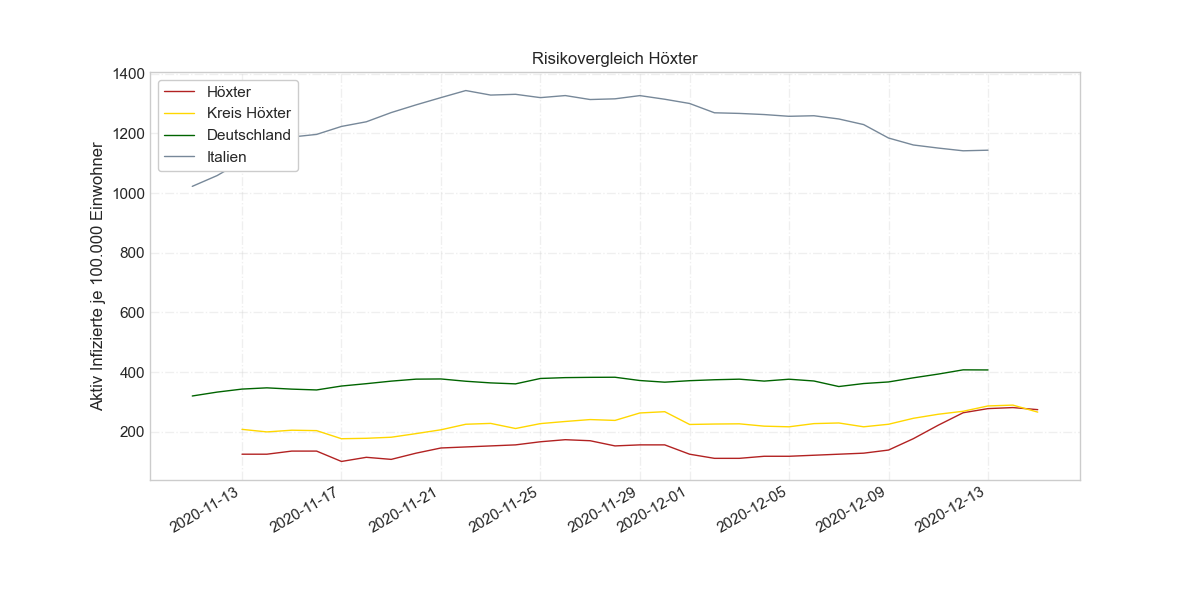 Risikovergleich Höxter
Aktiv Infizierte je 100.000 Einwohner
1400
1200
1000
800
600
400
200
Höxter
Kreis Höxter
Deutschland
Italien
2020-11-13
2020-11-17
2020-11-21
2020-11-25
2020-11-29
2020-12-01
2020-12-05
2020-12-09
2020-12-13